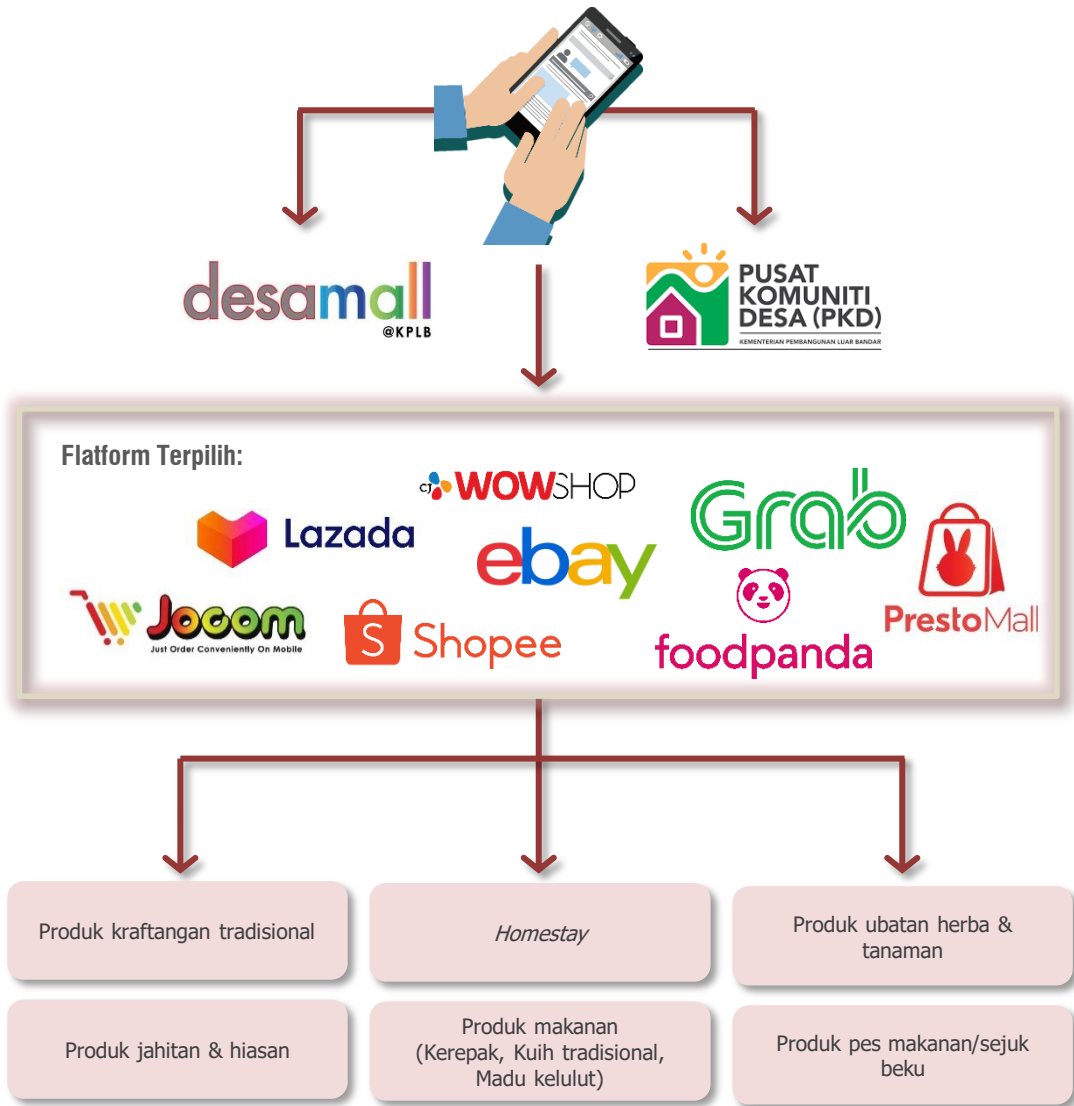 desamall
@KPLB
PUSAT
KOMUNITI
DESA (PKD)
KEMENTERIAN PEMBANGUNAN LUAR BANDAR
Flatform Terpilih:
CJ WOWSHOP
Grab
Lazada
ebay
PrestoMall
Jocom
Just Order Conveniently On Mobile
S Shopee
foodpanda
Produk kraftangan tradisional
Homestay
Produk ubatan herba &
tanaman
Produk jahitan & hiasan
Produk makanan
(Kerepak, Kuih tradisional,
Madu kelulut)
Produk pes makanan/sejuk
beku